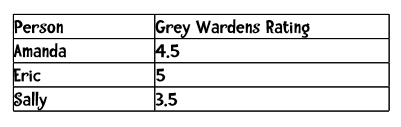 Person Grey Wardens Rating
Amanda 4.5
Eric 5
Sally 3.5